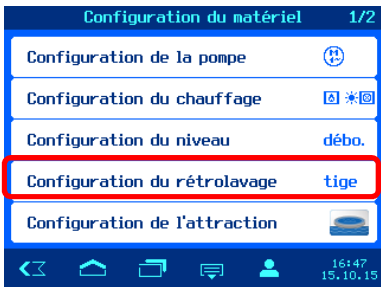 Configuration du matériel 1/2
Configuration de la pompe
Configuration du chauffage
Configuration du niveau débo.
Configuration du rétrolavage tige
Configuration de l'attraction
16:47
15.10.15